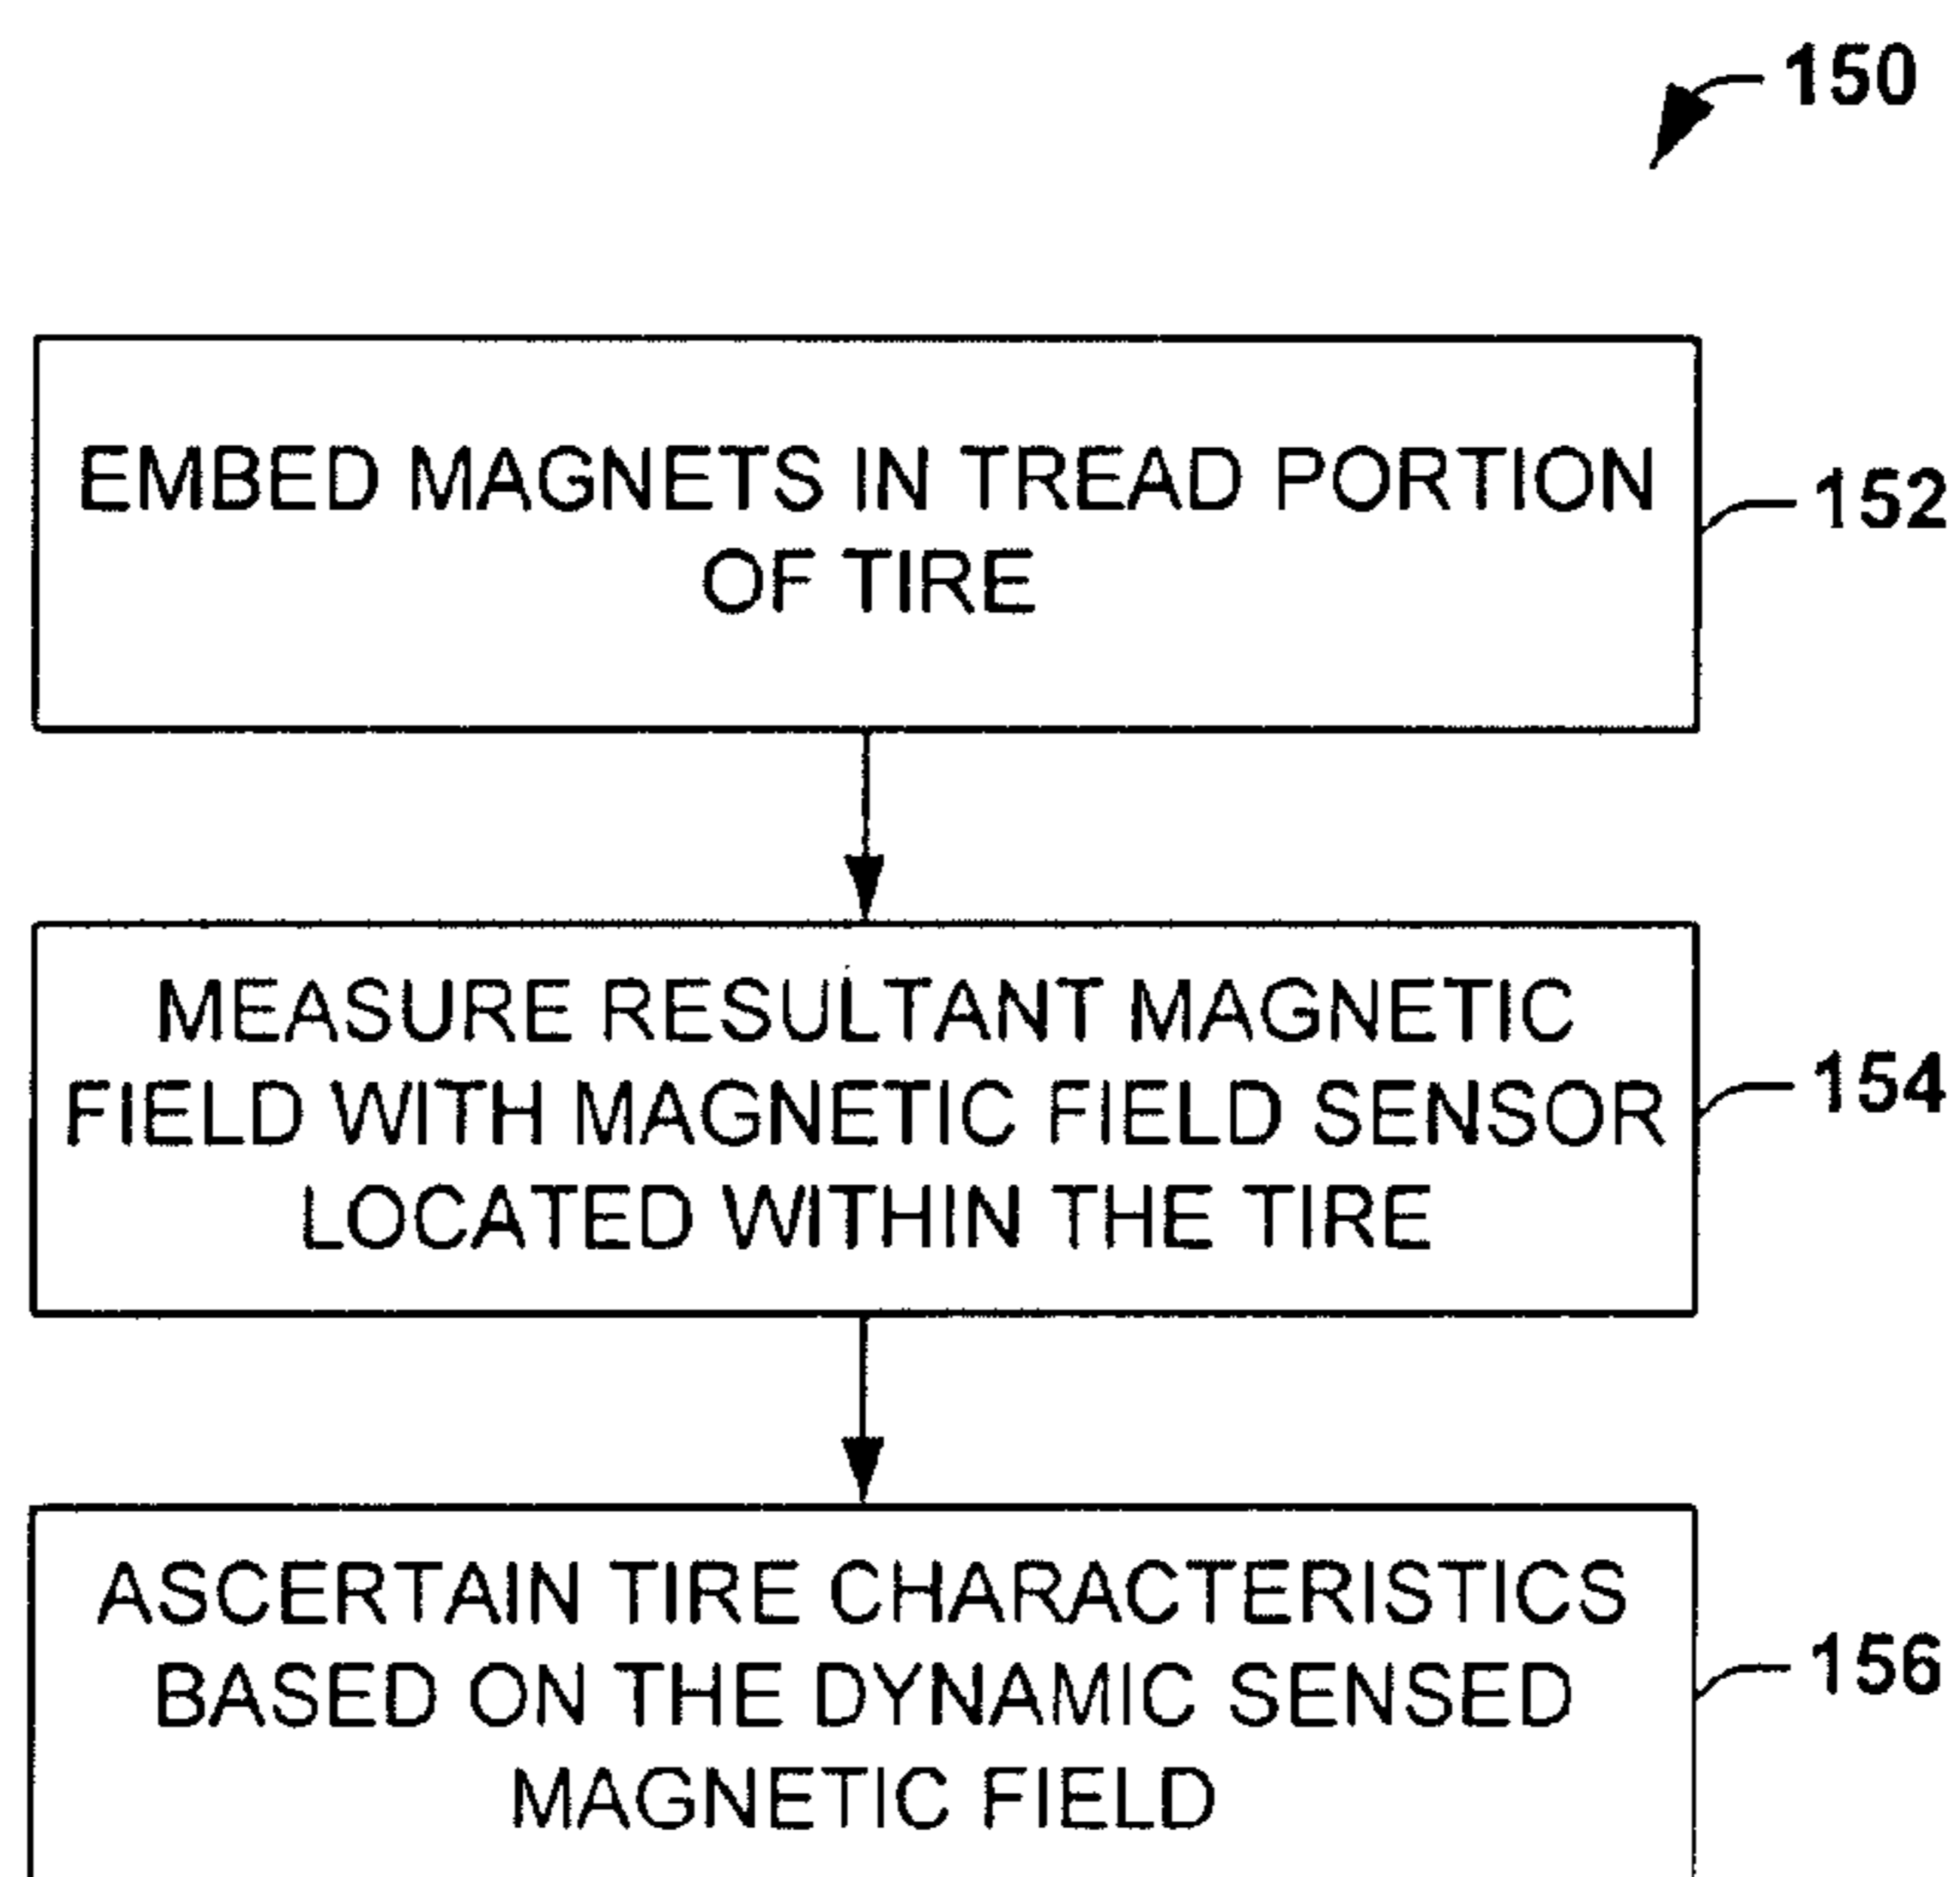 150
EMBED MAGNETS IN TREAD PORTION
OF TIRE
152
MEASURE RESULTANT MAGNETIC
FIELD WITH MAGNETIC FIELD SENSOR
LOCATED WITHIN THE TIRE
154
ASCERTAIN TIRE CHARACTERISTICS
BASED ON THE DYNAMIC SENSED
MAGNETIC FIELD
156